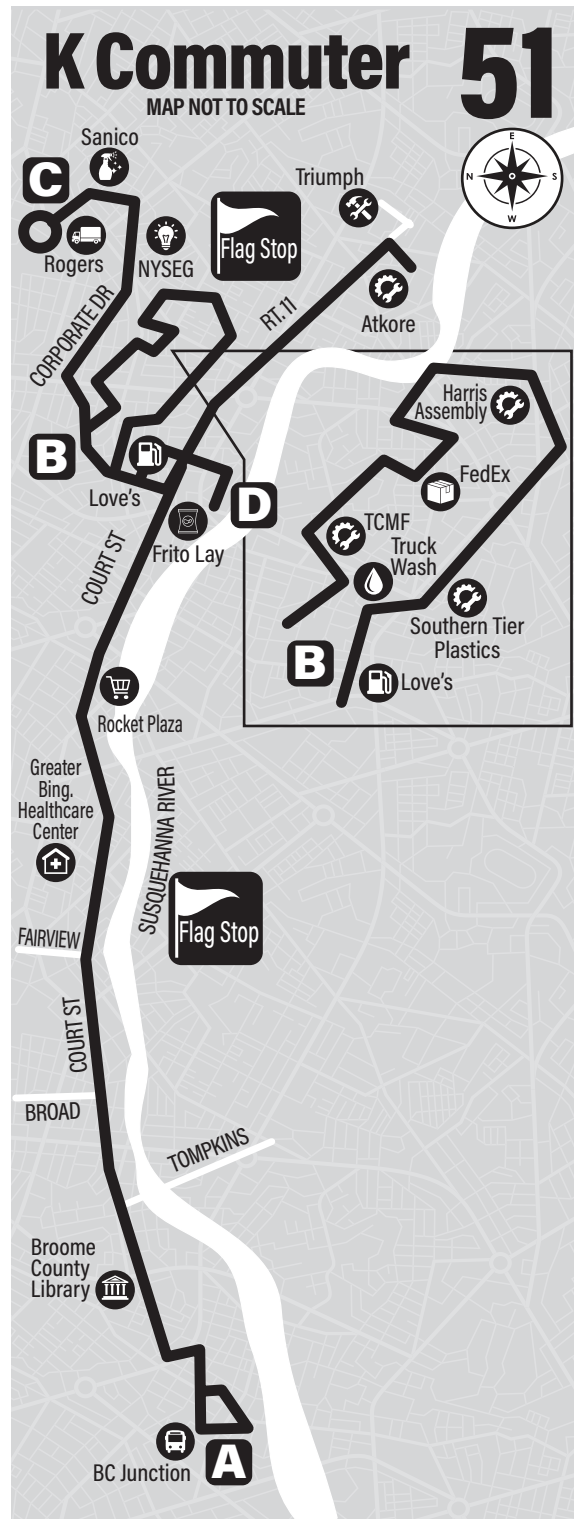 K Commuter
51
MAP NOT TO SCALE
E
N
S
W
Sanico
C
Triumph
Flag Stop
Rogers
NYSEG
RT. 11
Atkore
CORPORATE DR
Harris
Assembly
B
Love's
FedEx
D
Frito Lay
TCMF
Truck
Wash
COURT ST
Southern Tier
Plastics
B
Love's
Rocket Plaza
Greater
Bing.
Healthcare
Center
SUSQUEHANNA RIVER
Flag Stop
FAIRVIEW
COURT ST
BROAD
TOMPKINS
Broome
County
Library
BC Junction
A